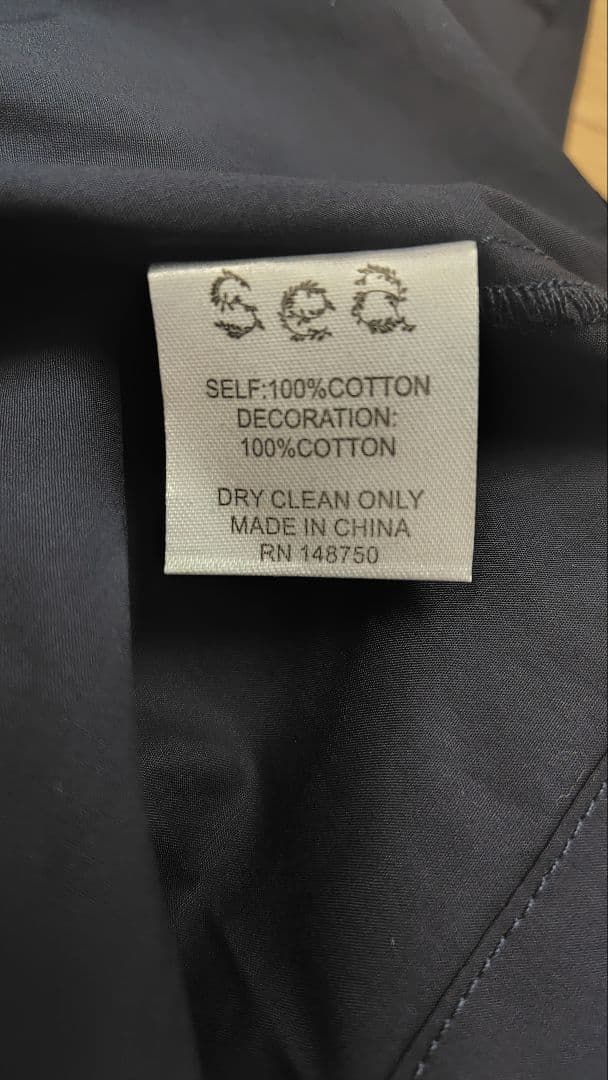 Sea
SELF:100%COTTON
DECORATION:
100%COTTON
DRY CLEAN ONLY
MADE IN CHINA
RN 148750